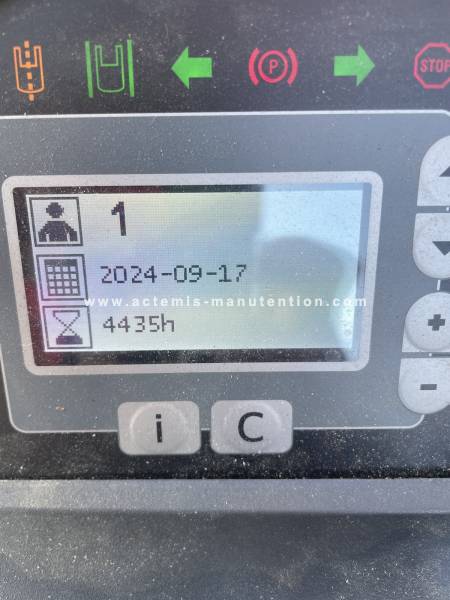 P
STOP
1
2024-09-17
www.actemis-manutention.com
4435h
+
-
i
C